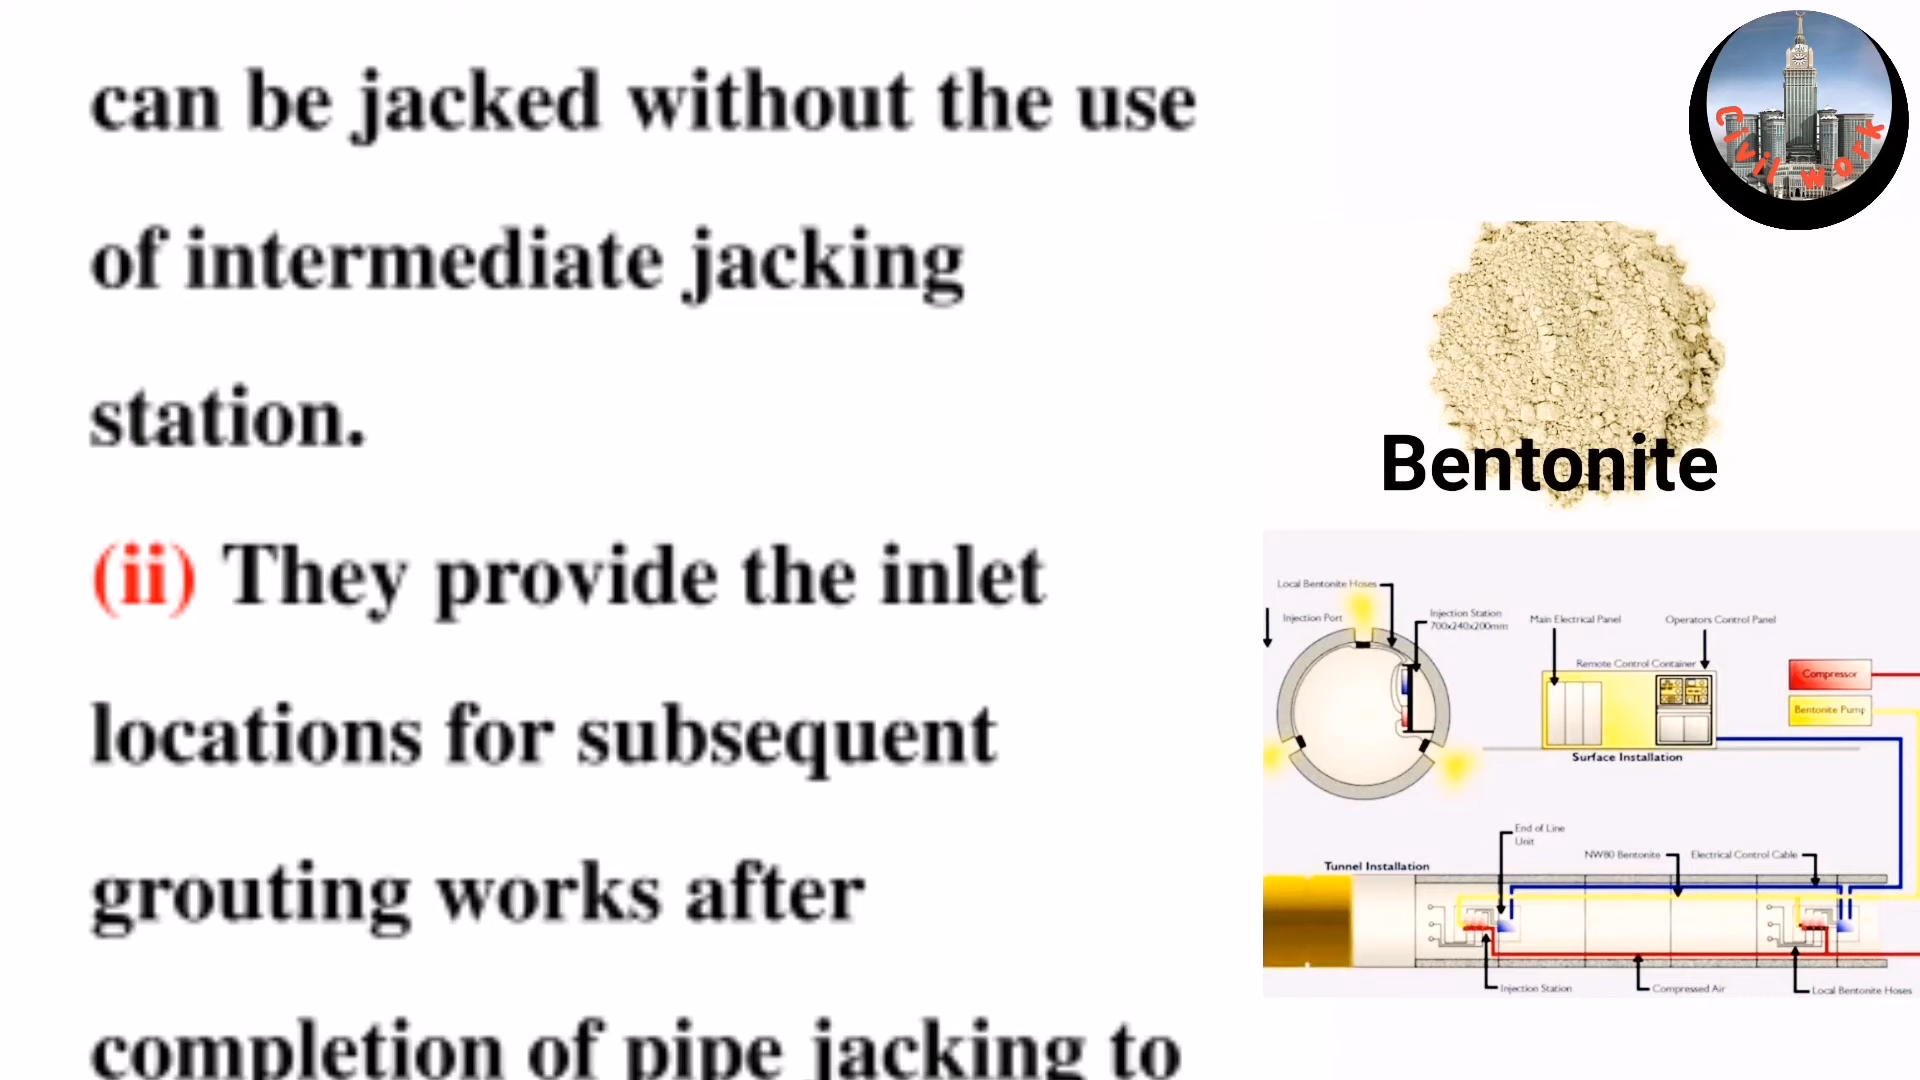 can be jacked without the use
of intermediate jacking
station.
(ii) They provide the inlet
locations for subsequent
grouting works after
completion of pipe jacking to
Civil work
Bentonite
Local Bentonite Hoses
Injection Port
Injection Station
700x240x200mm
Main Electrical Panel
Operators Control Panel
Remote Control Container
Compressor
Bentonite Pump
Surface Installation
End of Line
Unit
Tunnel Installation
NW80 Bentonite
Electrical Control Cable
Injection Station
Compressed Air
Local Bentonite Hoses